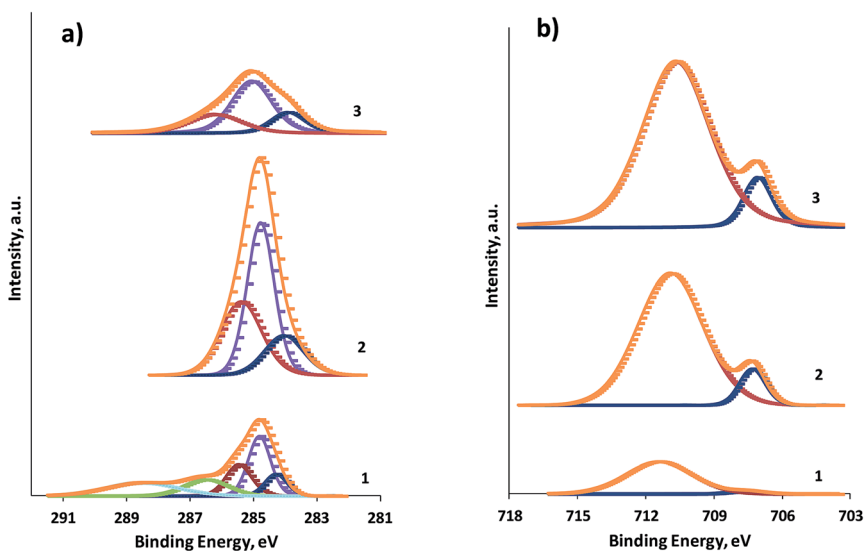 a)
3
2
1
Intensity, a.u.
291 289 287 285 283 281
Binding Energy, eV
b)
3
2
1
Intensity, a.u.
718 715 712 709 706 703
Binding Energy, eV